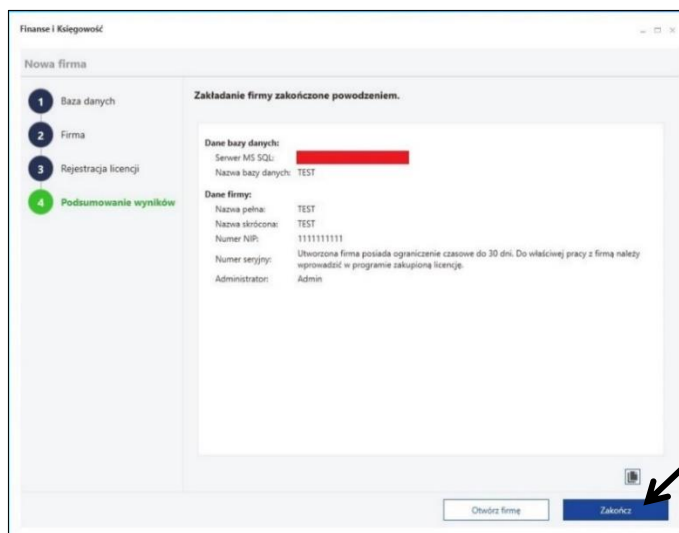 Finanse i Księgowość
Nowa firma
1 Baza danych
2 Firma
3 Rejestracja licencji
4 Podsumowanie wyników
Zakładanie firmy zakończone powodzeniem.
Dane bazy danych:
Serwer MS SQL:
Nazwa bazy danych: TEST
Dane firmy:
Nazwa pełna: TEST
Nazwa skrócona: TEST
Numer NIP: 1111111111
Numer seryjny: Utworzona firma posiada ograniczenie czasowe do 30 dni. Do właściwej pracy z firmą należy
wprowadzić w programie zakupioną licencję.
Administrator: Admin
Otwórz firmę
Zakończ